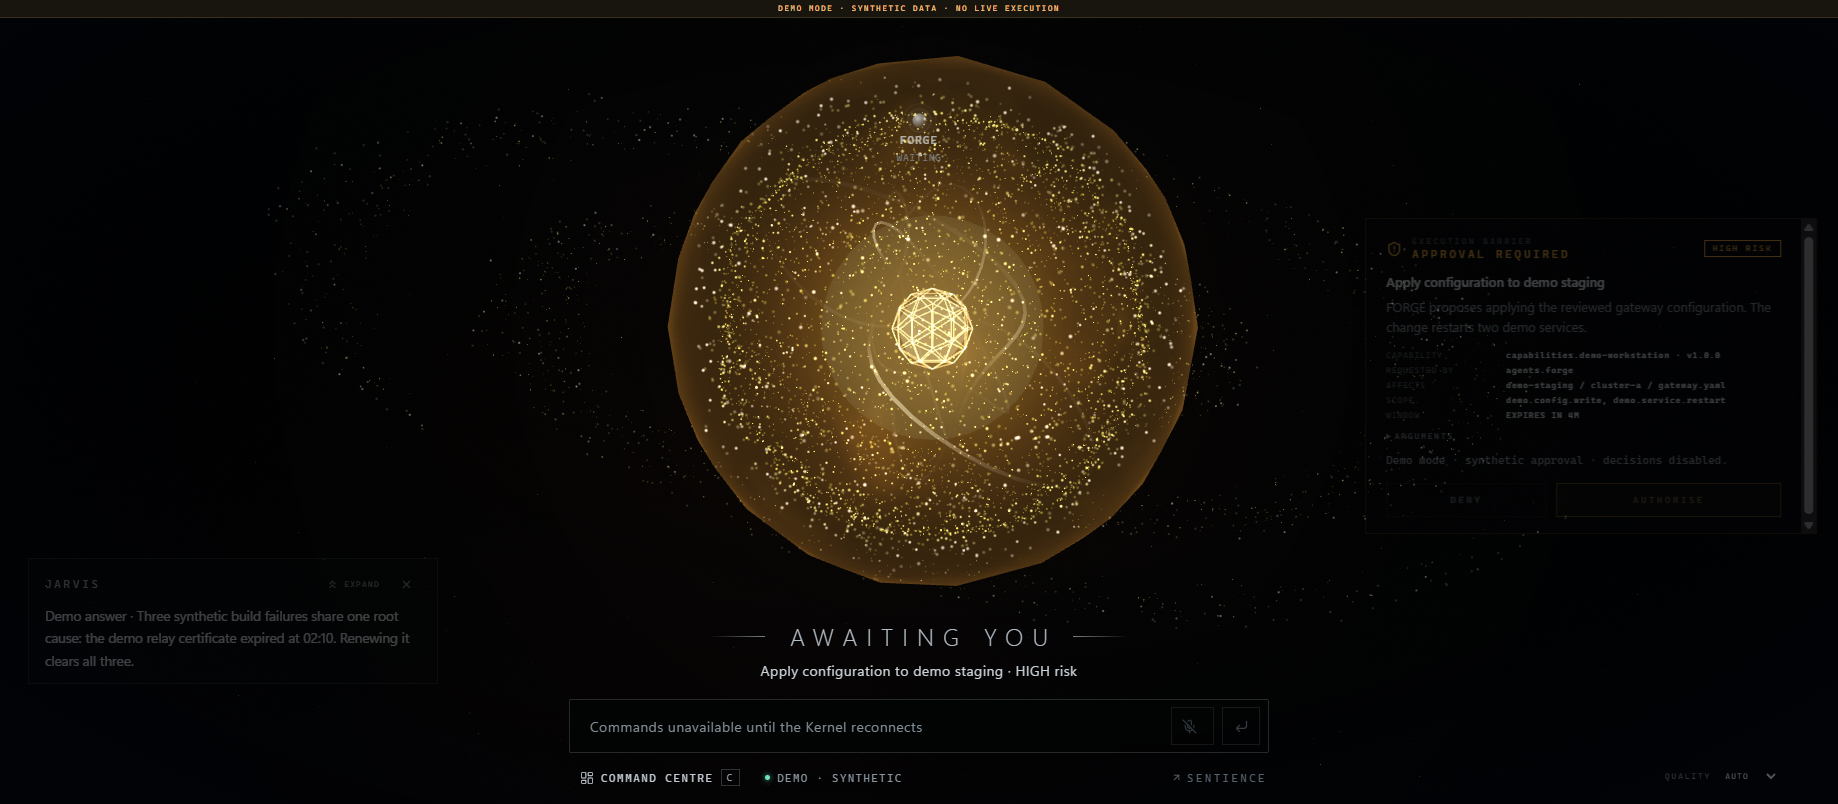 DEMO MODE · SYNTHETIC DATA · NO LIVE EXECUTION
FORGE
WAITING
EXECUTION BARRIER
APPROVAL REQUIRED
HIGH RISK
Apply configuration to demo staging
FORGE proposes applying the reviewed gateway configuration. The
change restarts two demo services.
CAPABILITY capabilities.demo-workstation · v1.0.0
REQUESTED BY agents.forge
AFFECTS demo-staging / cluster-a / gateway.yaml
SCOPE demo.config.write, demo.service.restart
WINDOW EXPIRES IN 4M
ARGUMENTS
Demo mode · synthetic approval · decisions disabled.
DENY AUTHORISE
JARVIS EXPAND
Demo answer · Three synthetic build failures share one root
cause: the demo relay certificate expired at 02:10. Renewing it
clears all three.
AWAITING YOU
Apply configuration to demo staging · HIGH risk
Commands unavailable until the Kernel reconnects
COMMAND CENTRE C DEMO · SYNTHETIC SENTIENCE
QUALITY AUTO